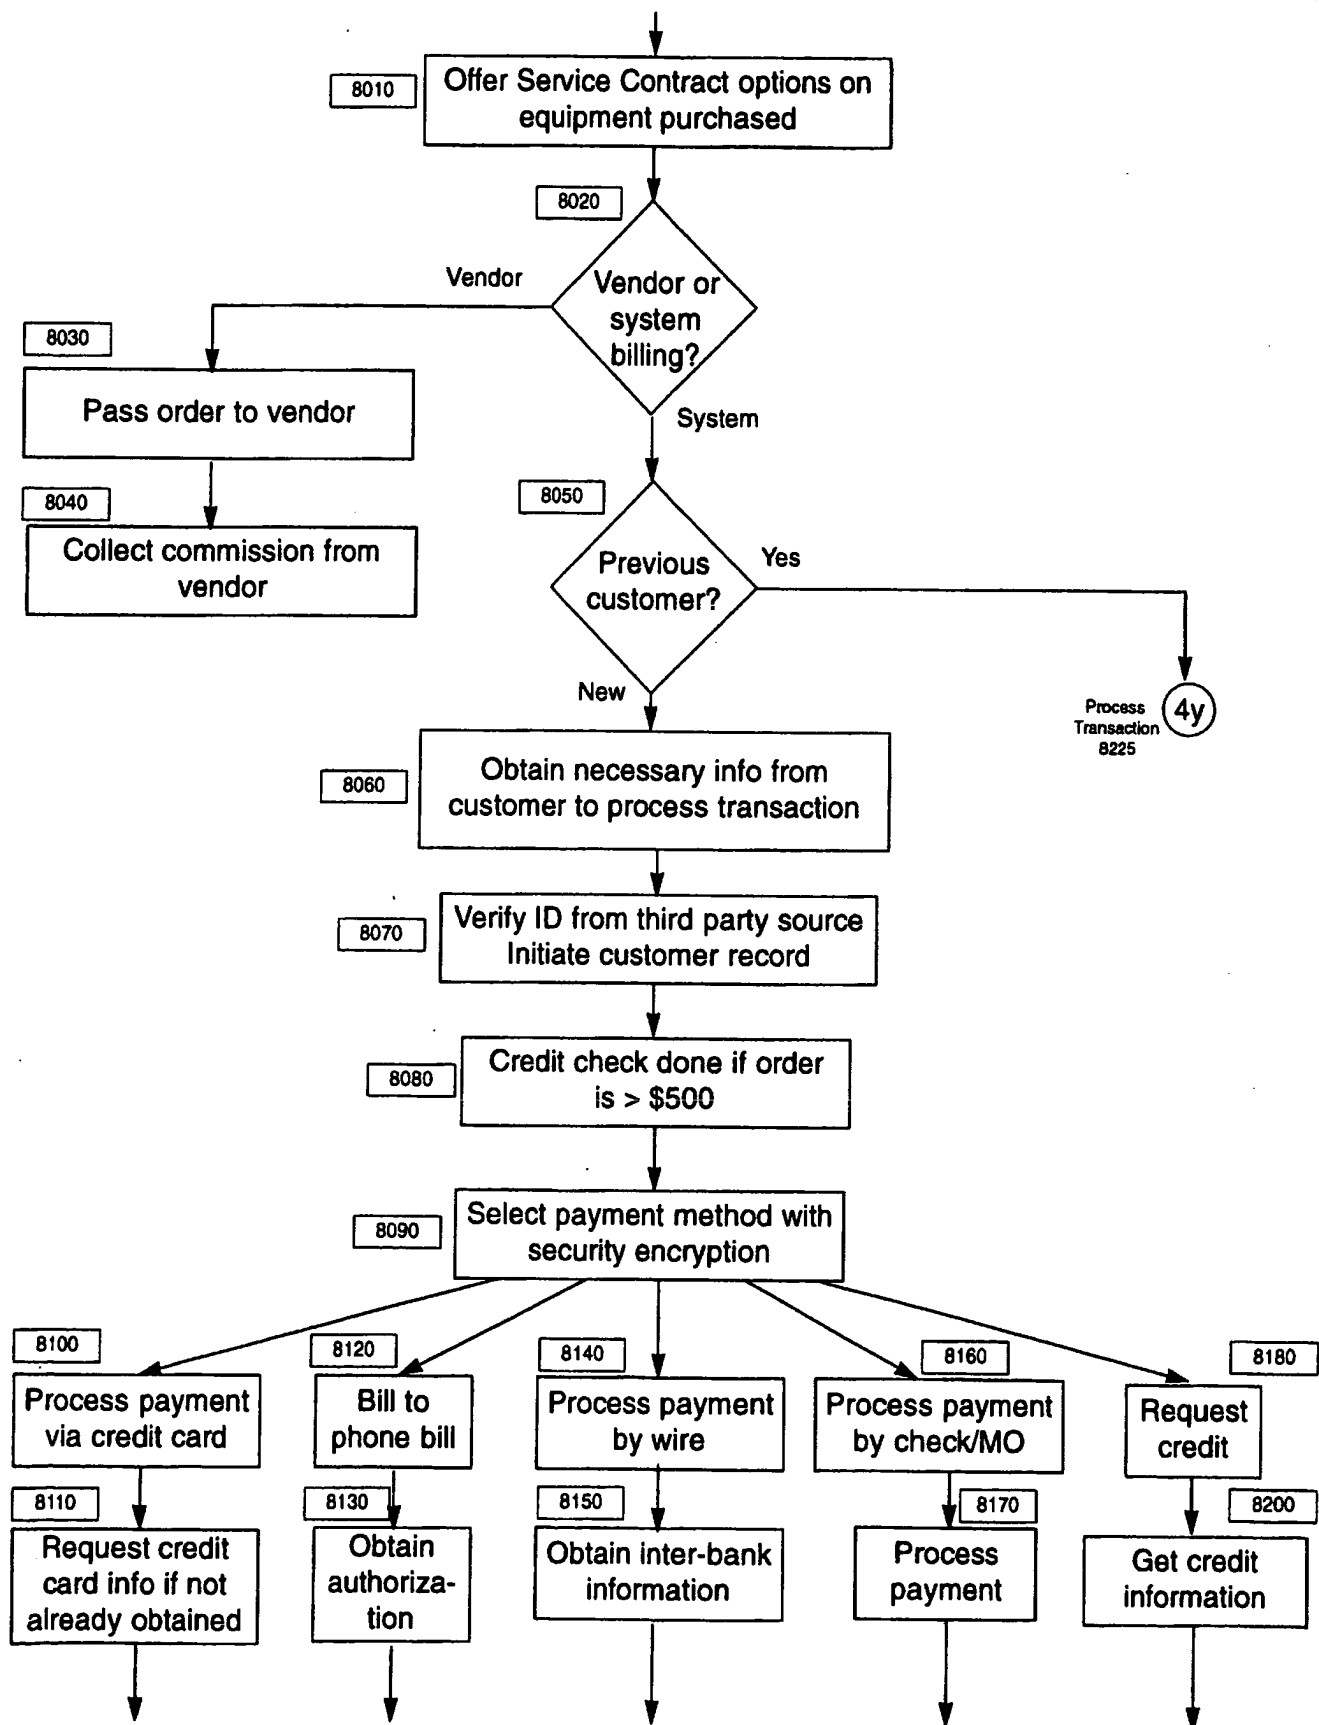 8010
Offer Service Contract options on
equipment purchased
8020
Vendor
Vendor or
system
billing?
8030
Pass order to vendor
System
8040
Collect commission from
vendor
8050
Previous
customer?
Yes
New
Process
Transaction
8225
4y
8060
Obtain necessary info from
customer to process transaction
8070
Verify ID from third party source
Initiate customer record
8080
Credit check done if order
is > $500
8090
Select payment method with
security encryption
8100
Process payment
via credit card
8120
Bill to
phone bill
8140
Process payment
by wire
8160
Process payment
by check/MO
8180
Request
credit
8110
Request credit
card info if not
already obtained
8130
Obtain
authoriza-
tion
8150
Obtain inter-bank
information
8170
Process
payment
8200
Get credit
information